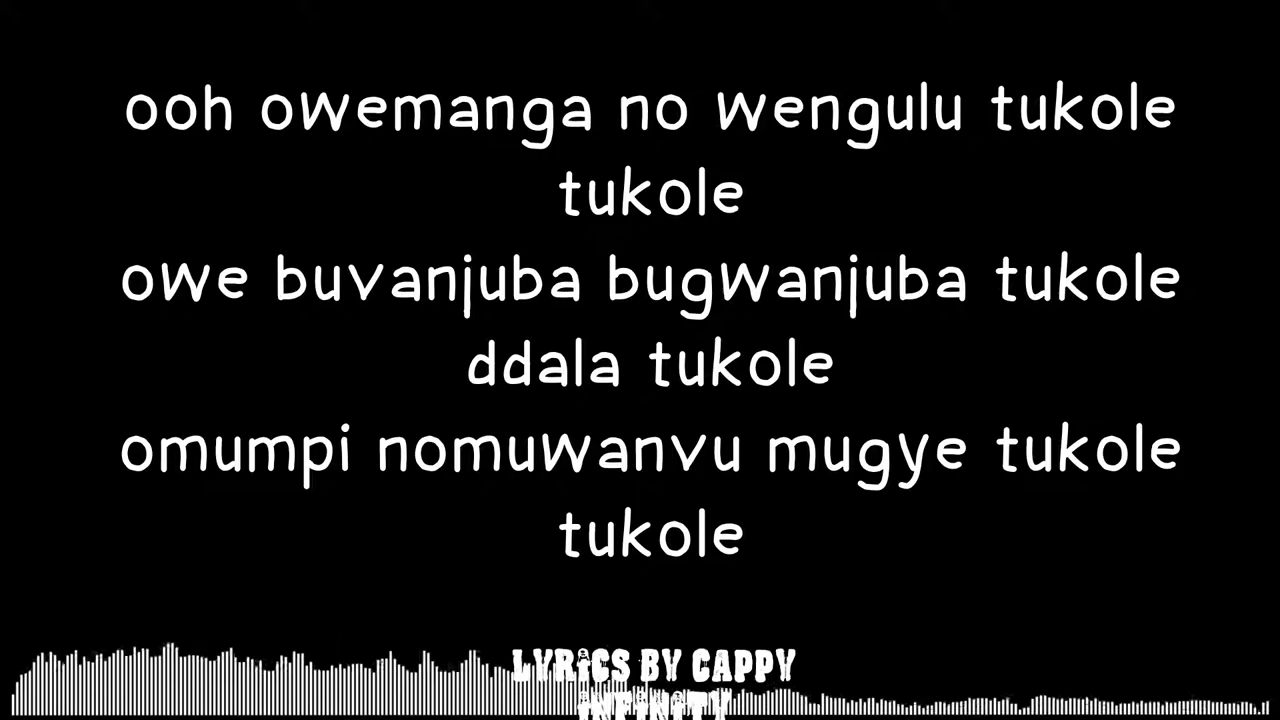 ooh owemanga no wengulu tukole
tukole
owe buvanjuba bugwanjuba tukole
ddala tukole
omumpi nomuwanvu mugye tukole
tukole
LYRICS BY CAPPY
INFINITY